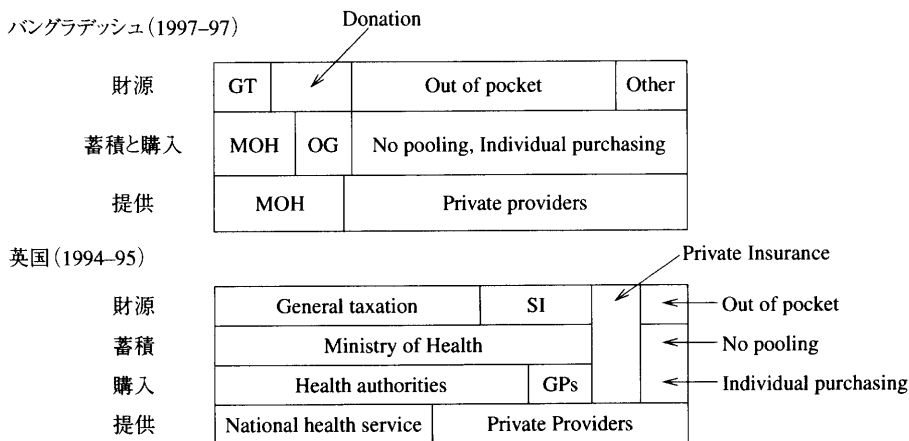 バングラデッシュ(1997–97)
Donation
財源 GT Out of pocket Other
蓄積と購入 MOH OG No pooling, Individual purchasing
提供 MOH Private providers
英国(1994–95)
Private Insurance
財源 General taxation SI Out of pocket
蓄積 Ministry of Health No pooling
購入 Health authorities GPs Individual purchasing
提供 National health service Private Providers